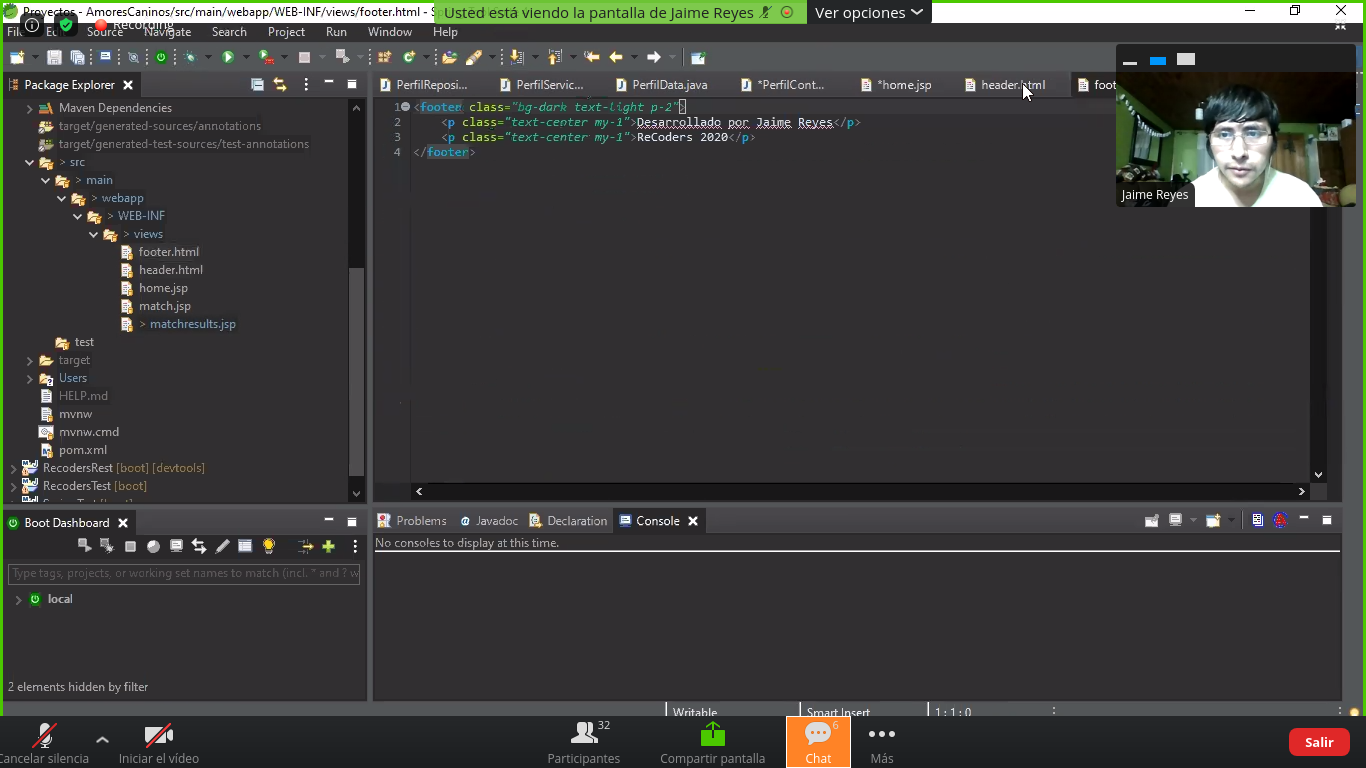 Proyectos - AmoresCaninos/src/main/webapp/WEB-INF/views/footer.html - S
Usted está viendo la pantalla de Jaime Reyes
Ver opciones
Recording
Source Navigate Search Project Run Window Help
Package Explorer
PerfilReposi...
PerfilServic...
PerfilData.java
*PerfilCont...
*home.jsp
header.html
foot
Maven Dependencies
target/generated-sources/annotations
target/generated-test-sources/test-annotations
> src
> main
> webapp
> WEB-INF
> views
footer.html
header.html
home.jsp
match.jsp
> matchresults.jsp
test
target
Users
HELP.md
mvnw
mvnw.cmd
pom.xml
RecodersRest [boot] [devtools]
RecodersTest [boot]
1 <footer class="bg-dark text-light p-2">
2 <p class="text-center my-1">Desarrollado por Jaime Reyes</p>
3 <p class="text-center my-1">ReCoders 2020</p>
4 </footer>
Jaime Reyes
Boot Dashboard
Type tags, projects, or working set names to match (incl. * and ? w
local
2 elements hidden by filter
Problems
@ Javadoc
Declaration
Console
No consoles to display at this time.
Writable
Smart Insert
1 : 1 : 0
Cancelar silencia
Iniciar el vídeo
32
Participantes
Compartir pantalla
6
Chat
Más
Salir